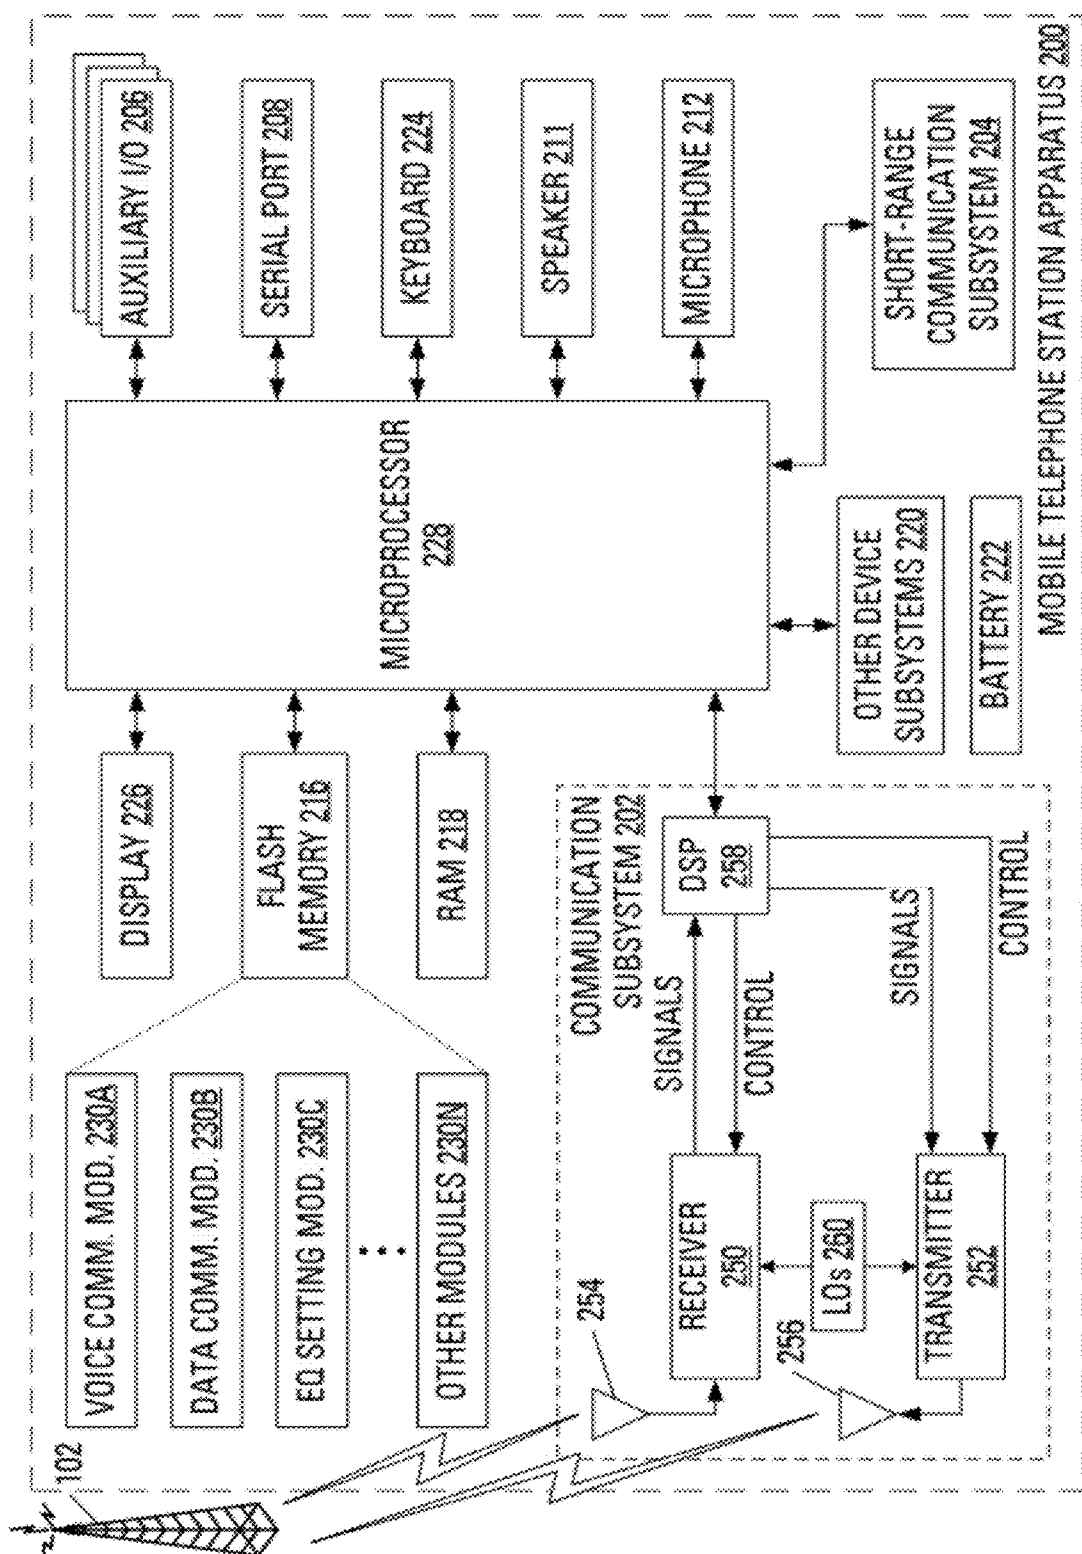 102
VOICE COMM. MOD. 230A
DATA COMM. MOD. 230B
EQ SETTING MOD. 230C
OTHER MODULES 230N
DISPLAY 226
FLASH
MEMORY 216
RAM 218
MICROPROCESSOR
228
AUXILIARY I/O 206
SERIAL PORT 208
KEYBOARD 224
SPEAKER 211
MICROPHONE 212
COMMUNICATION
SUBSYSTEM 202
254
RECEIVER
250
SIGNALS
CONTROL
DSP
258
LOs 260
256
TRANSMITTER
252
SIGNALS
CONTROL
OTHER DEVICE
SUBSYSTEMS 220
BATTERY 222
SHORT-RANGE
COMMUNICATION
SUBSYSTEM 204
MOBILE TELEPHONE STATION APPARATUS 200